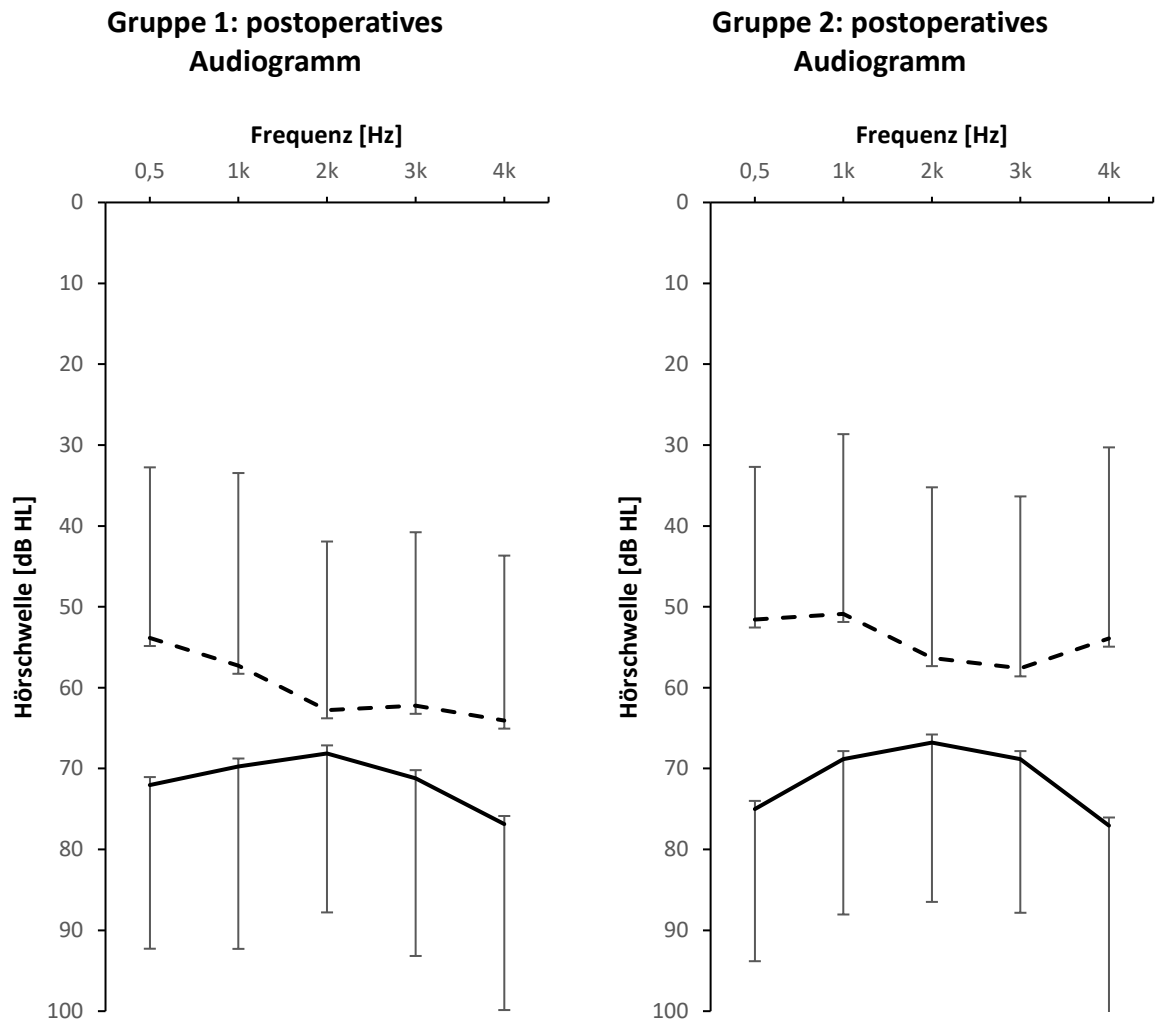 Gruppe 1: postoperatives
Audiogramm
Frequenz [Hz]
0,5 1k 2k 3k 4k
0
10
20
30
40
50
60
70
80
90
100
Hörschwelle [dB HL]
Gruppe 2: postoperatives
Audiogramm
Frequenz [Hz]
0,5 1k 2k 3k 4k
0
10
20
30
40
50
60
70
80
90
100
Hörschwelle [dB HL]